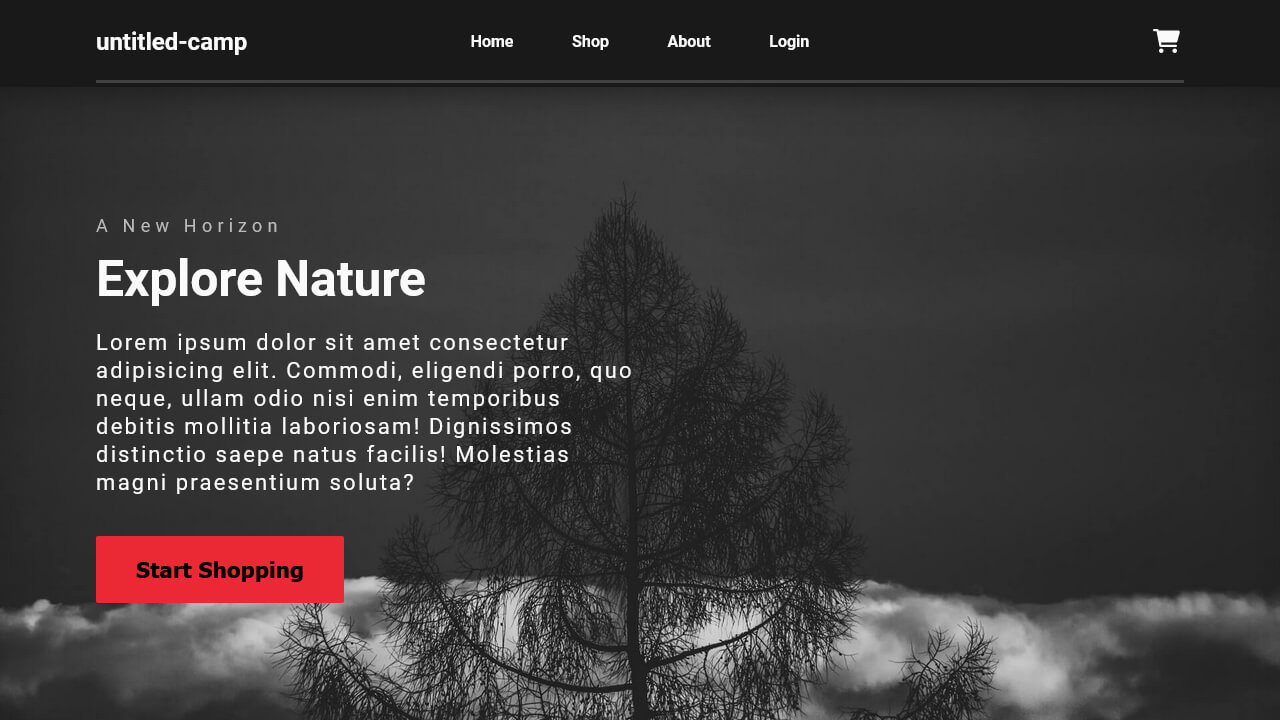 untitled-camp
Home
Shop
About
Login
A New Horizon
Explore Nature
Lorem ipsum dolor sit amet consectetur
adipisicing elit. Commodi, eligendi porro, quo
neque, ullam odio nisi enim temporibus
debitis mollitia laboriosam! Dignissimos
distinctio saepe natus facilis! Molestias
magni praesentium soluta?
Start Shopping